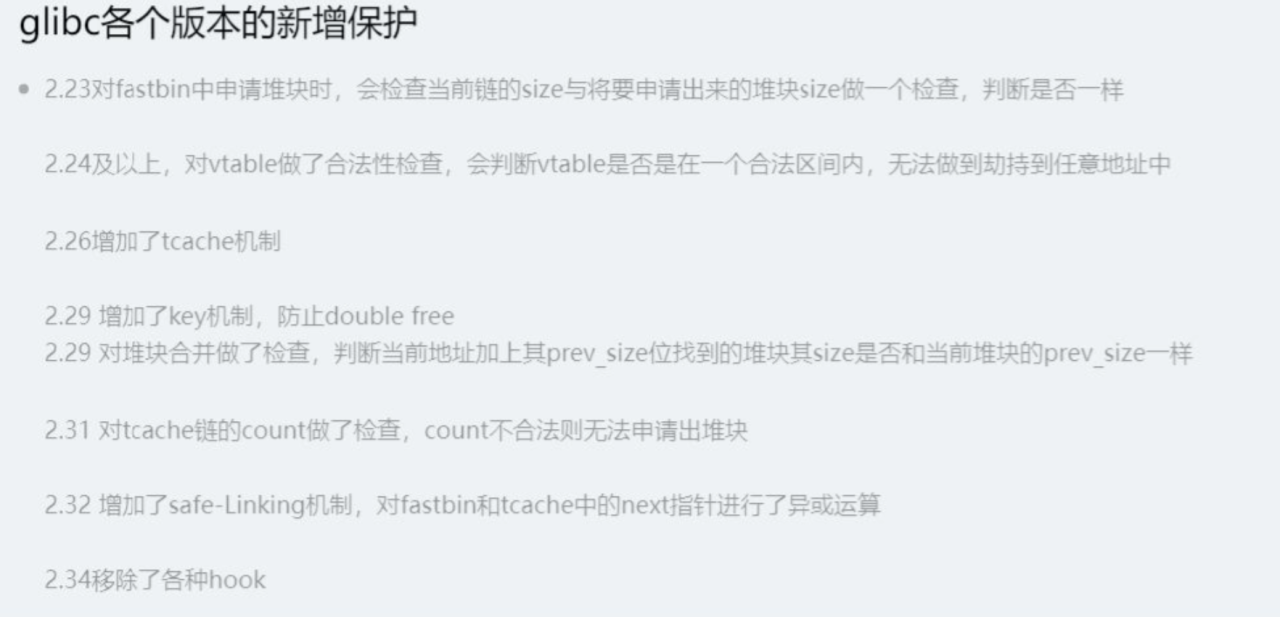 glibc各个版本的新增保护
2.23对fastbin中申请堆块时，会检查当前链的size与将要申请出来的堆块size做一个检查，判断是否一样
2.24及以上，对vtable做了合法性检查，会判断vtable是否是在一个合法区间内，无法做到劫持到任意地址中
2.26增加了tcache机制
2.29 增加了key机制，防止double free
2.29 对堆块合并做了检查，判断当前地址加上其prev_size位找到的堆块其size是否和当前堆块的prev_size一样
2.31 对tcache链的count做了检查，count不合法则无法申请出堆块
2.32 增加了safe-Linking机制，对fastbin和tcache中的next指针进行了异或运算
2.34移除了各种hook